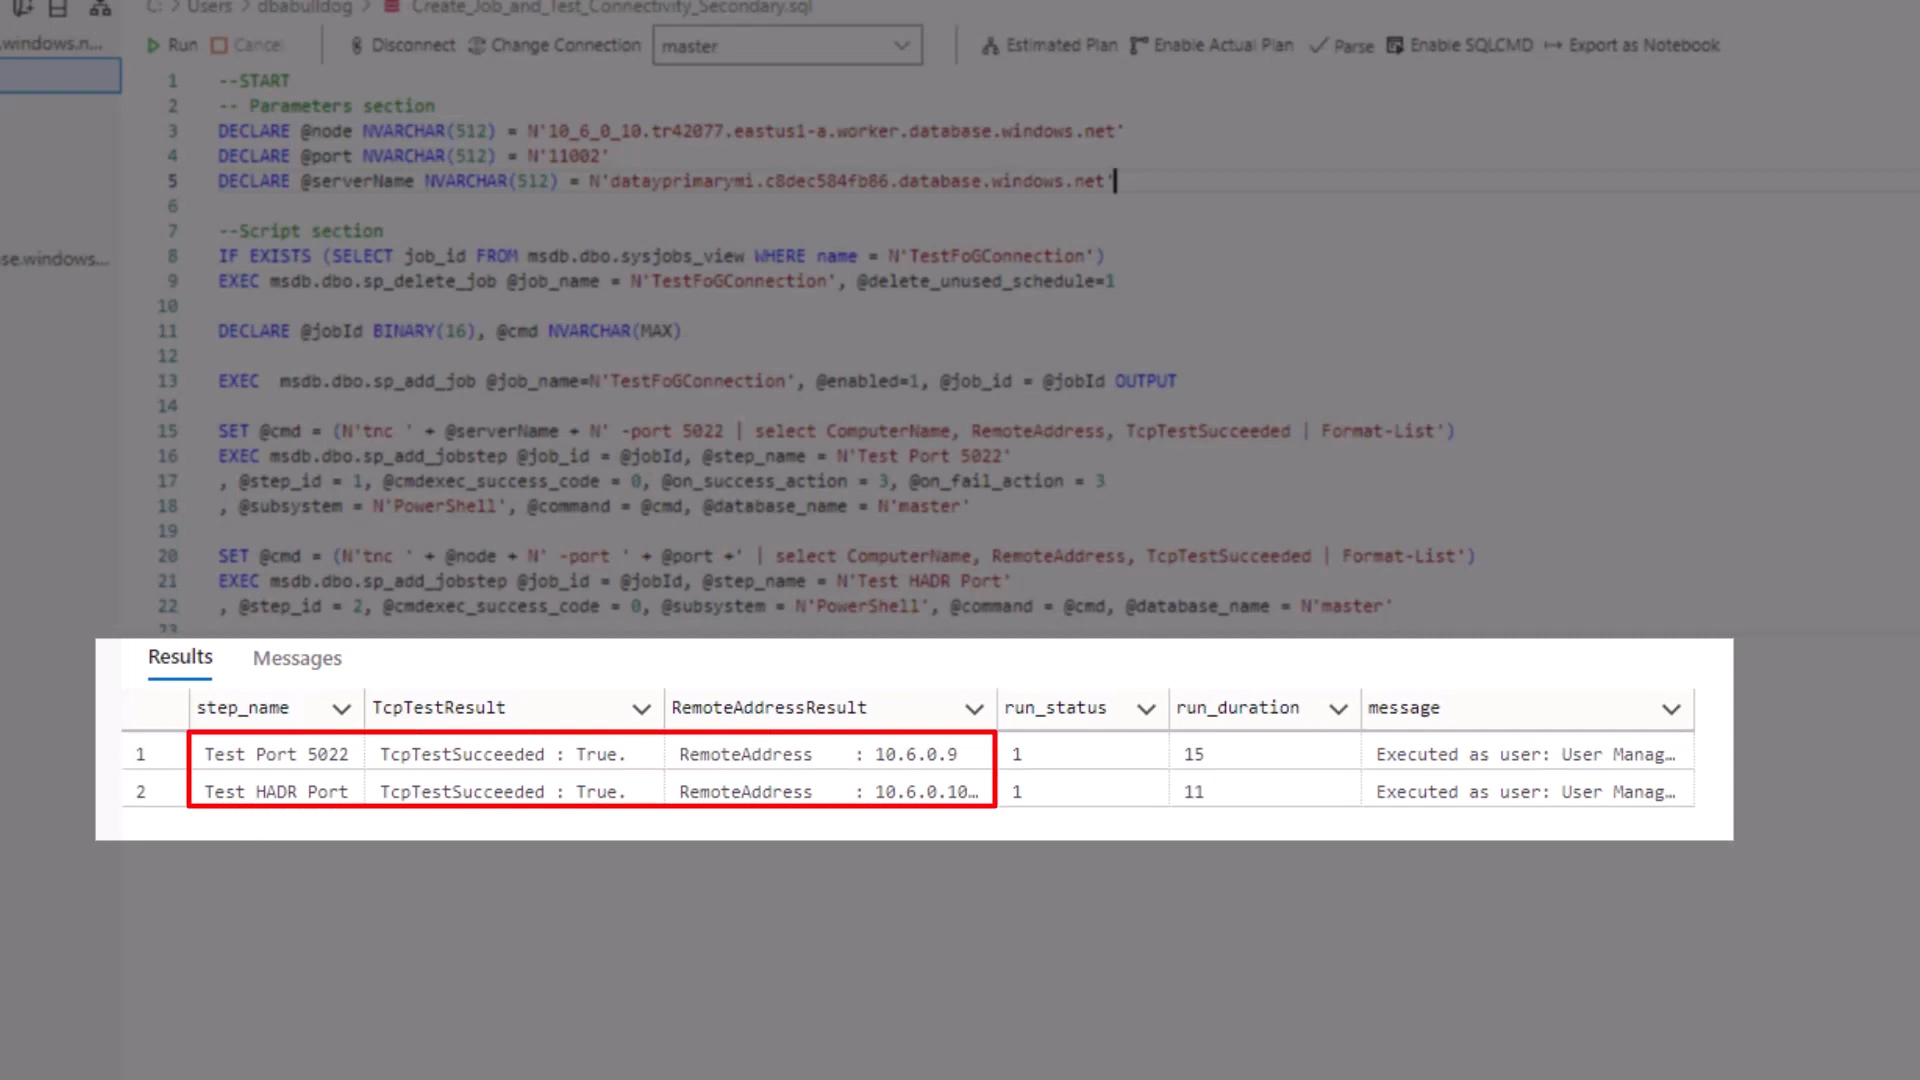 C: > Users > dbabulldog > Create_Job_and_Test_Connectivity_Secondary.sql
.windows.n...
Run Cancel Disconnect Change Connection master Estimated Plan Enable Actual Plan Parse Enable SQLCMD Export as Notebook
1 --START
2 -- Parameters section
3 DECLARE @node NVARCHAR(512) = N'10_6_0_10.tr42077.eastus1-a.worker.database.windows.net'
4 DECLARE @port NVARCHAR(512) = N'11002'
5 DECLARE @serverName NVARCHAR(512) = N'datayprimarymi.c8dec584fb86.database.windows.net'
6
7 --Script section
se.windows...
8 IF EXISTS (SELECT job_id FROM msdb.dbo.sysjobs_view WHERE name = N'TestFoGConnection')
9 EXEC msdb.dbo.sp_delete_job @job_name = N'TestFoGConnection', @delete_unused_schedule=1
10
11 DECLARE @jobId BINARY(16), @cmd NVARCHAR(MAX)
12
13 EXEC  msdb.dbo.sp_add_job @job_name=N'TestFoGConnection', @enabled=1, @job_id = @jobId OUTPUT
14
15 SET @cmd = (N'tnc ' + @serverName + N' -port 5022 | select ComputerName, RemoteAddress, TcpTestSucceeded | Format-List')
16 EXEC msdb.dbo.sp_add_jobstep @job_id = @jobId, @step_name = N'Test Port 5022'
17 , @step_id = 1, @cmdexec_success_code = 0, @on_success_action = 3, @on_fail_action = 3
18 , @subsystem = N'PowerShell', @command = @cmd, @database_name = N'master'
19
20 SET @cmd = (N'tnc ' + @node + N' -port ' + @port +' | select ComputerName, RemoteAddress, TcpTestSucceeded | Format-List')
21 EXEC msdb.dbo.sp_add_jobstep @job_id = @jobId, @step_name = N'Test HADR Port'
22 , @step_id = 2, @cmdexec_success_code = 0, @subsystem = N'PowerShell', @command = @cmd, @database_name = N'master'
23
Results Messages
step_name TcpTestResult RemoteAddressResult run_status run_duration message
1 Test Port 5022 TcpTestSucceeded : True. RemoteAddress : 10.6.0.9 1 15 Executed as user: User Manag…
2 Test HADR Port TcpTestSucceeded : True. RemoteAddress : 10.6.0.10… 1 11 Executed as user: User Manag…